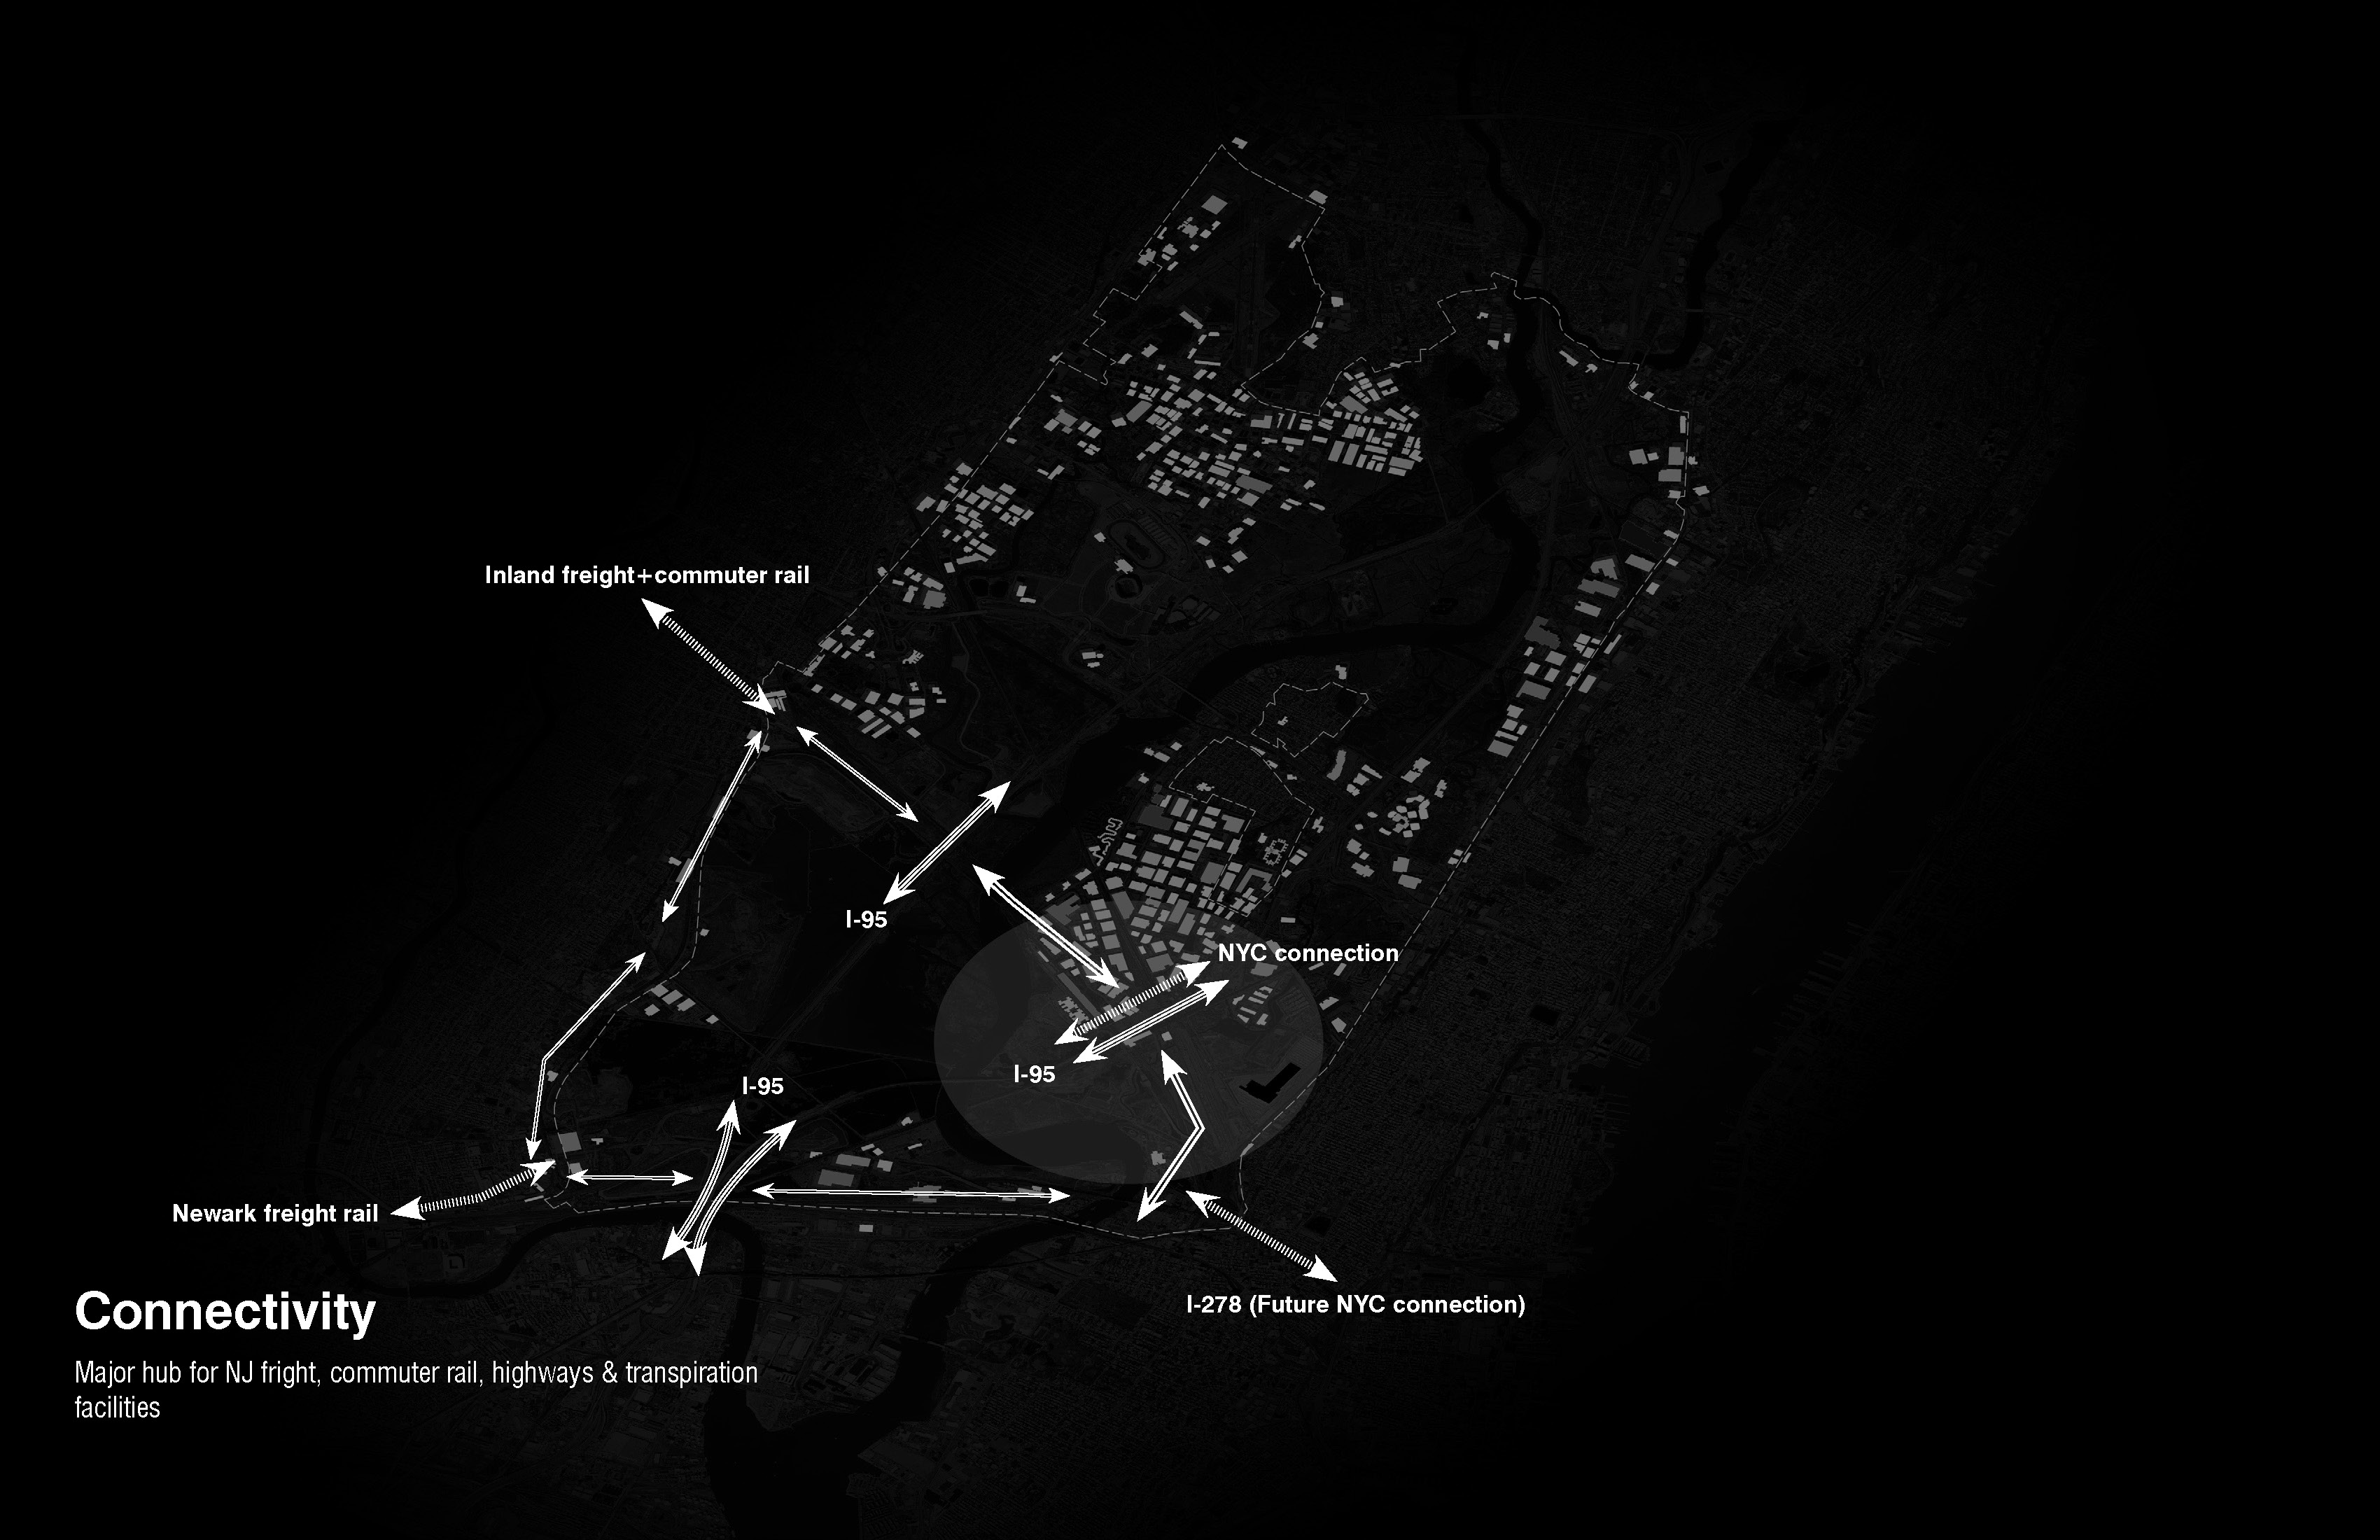 Inland freight+commuter rail
I-95
NYC connection
I-95
I-95
Newark freight rail
I-278 (Future NYC connection)
Connectivity
Major hub for NJ fright, commuter rail, highways & transpiration
facilities